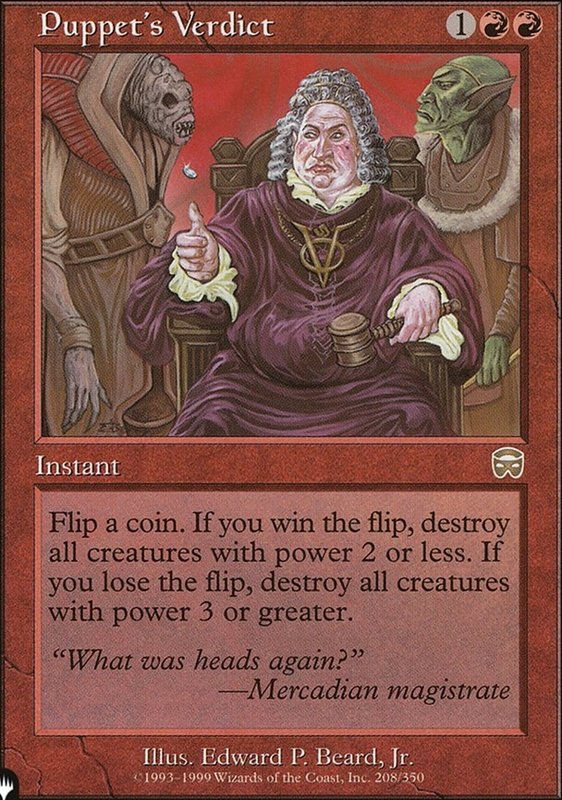 Puppet's Verdict 1
Instant
Flip a coin. If you win the flip, destroy
all creatures with power 2 or less. If
you lose the flip, destroy all creatures
with power 3 or greater.
“What was heads again?”
—Mercadian magistrate
Illus. Edward P. Beard, Jr.
©1993–1999 Wizards of the Coast, Inc. 208/350